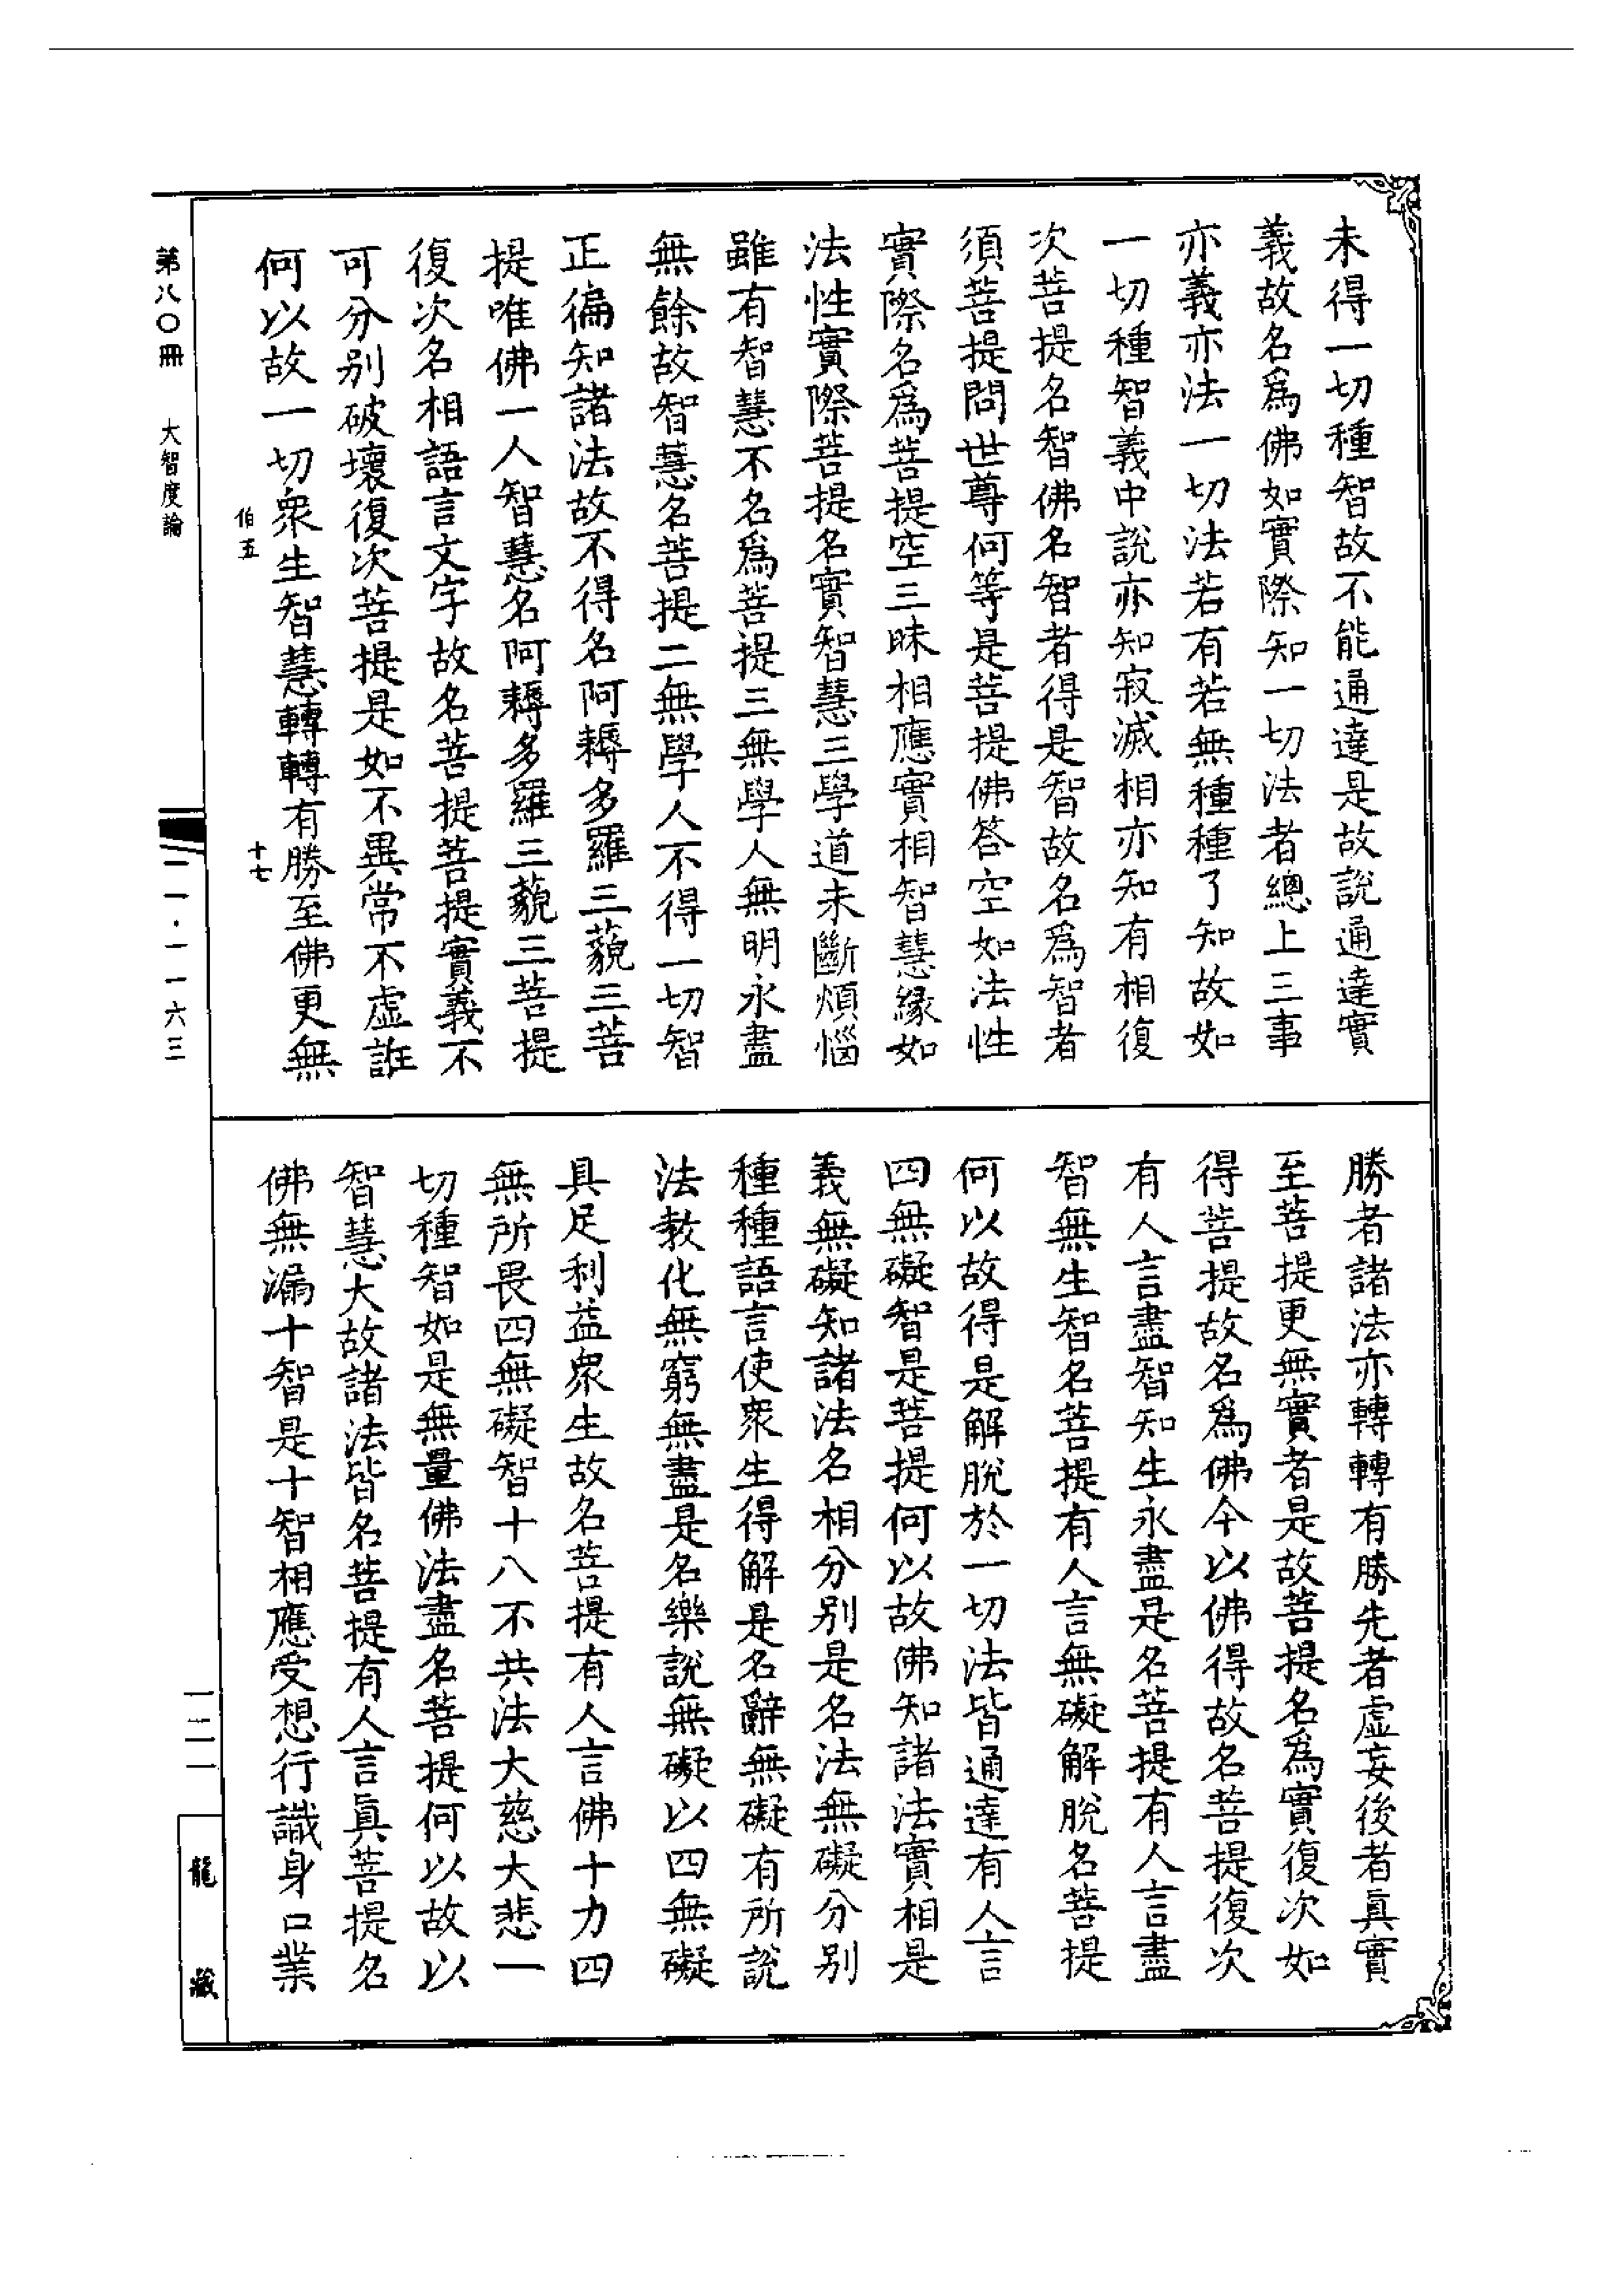 未得一切種智故不能通達是故說通達實
義故名爲佛如實際知一切法者總上三事
亦義亦法一切法若有若無種種了知故如
一切種智義中說亦知寂滅相亦知有相復
次菩提名智佛名智者得是智故名爲智者
須菩提問世尊何等是菩提佛答空如法性
實際名爲菩提空三昧相應實相智慧緣如
法性實際菩提名實智慧三學道未斷煩惱
雖有智慧不名爲菩提三無學人無明永盡
無餘故智慧名菩提二無學人不得一切智
正徧知諸法故不得名阿耨多羅三藐三菩
提唯佛一人智慧名阿耨多羅三藐三菩提
復次名相語言文字故名菩提菩提實義不
可分别破壞復次菩提是如不異常不虛誑
何以故一切衆生智慧轉轉有勝至佛更無
勝者諸法亦轉轉有勝先者虛妄後者眞實
至菩提更無實者是故菩提名爲實復次如
得菩提故名爲佛今以佛得故名菩提復次
有人言盡智知生永盡是名菩提有人言盡
智無生智名菩提有人言無礙解脫名菩提
何以故得是解脫於一切法皆通達有人言
四無礙智是菩提何以故佛知諸法實相是
義無礙知諸法名相分别是名法無礙分别
種種語言使衆生得解是名辭無礙有所說
法教化無窮無盡是名樂說無礙以四無礙
具足利益衆生故名菩提有人言佛十力四
無所畏四無礙智十八不共法大慈大悲一
切種智如是無量佛法盡名菩提何以故以
智慧大故諸法皆名菩提有人言眞菩提名
佛無漏十智是十智相應受想行識身口業
伯五
十七
第八〇冊
大智度論
二一·一一六三
一二一
龍藏